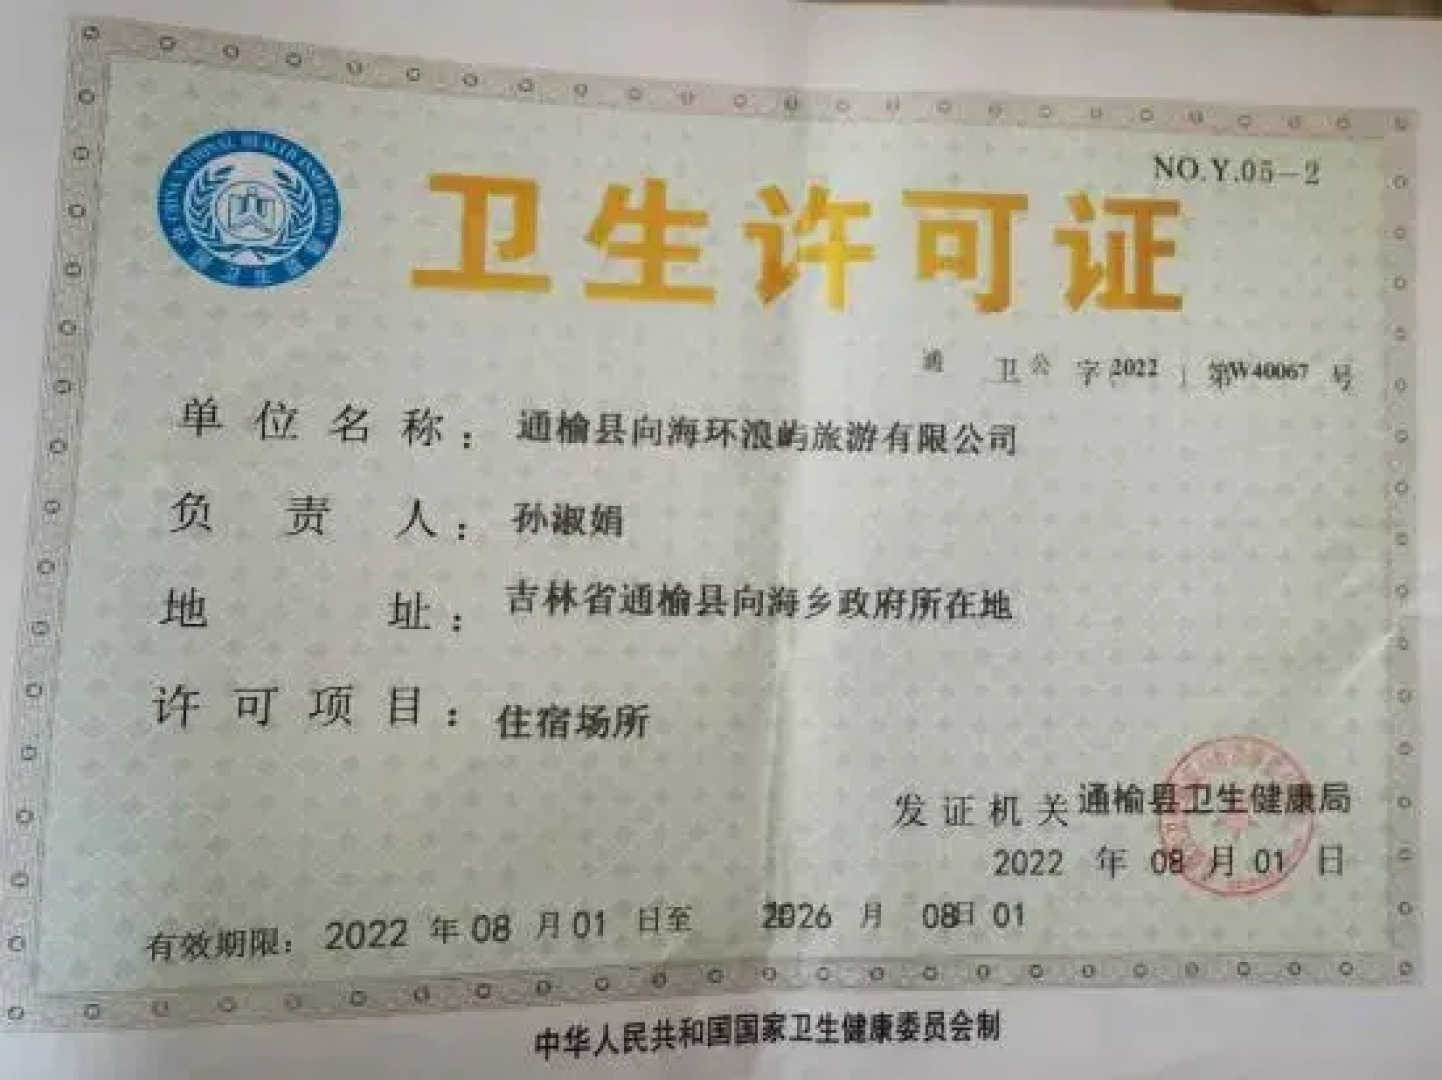 NO.Y.05-2
卫生许可证
通 卫公 字[2022]第W40067 号
单位名称：通榆县向海环浪屿旅游有限公司
负责人：孙淑娟
地址：吉林省通榆县向海乡政府所在地
许可项目：住宿场所
发证机关 通榆县卫生健康局
2022 年 08 月 01 日
有效期限：2022 年 08 月 01 日至 2026 月 08日 01
中华人民共和国国家卫生健康委员会制